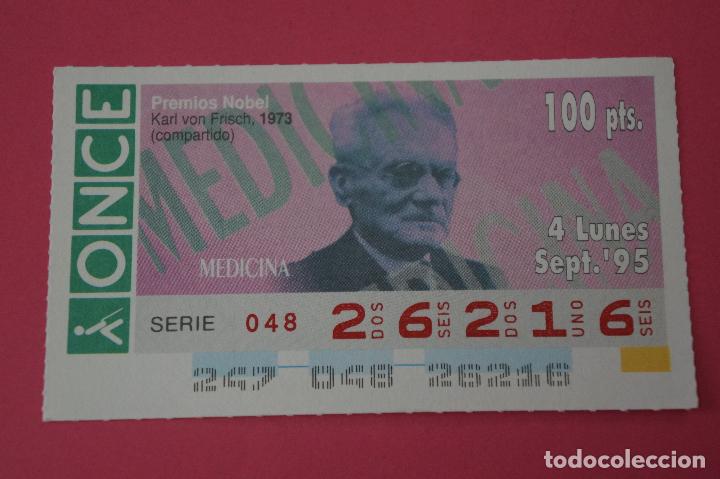 ONCE
Premios Nobel
Karl von Frisch, 1973
(compartido)
100 pts.
MEDICINA
MEDICINA
4 Lunes
Sept.'95
SERIE 048 2 DOS 6 SEIS 2 DOS 1 UNO 6 SEIS
247 048 26216
todocoleccion.net